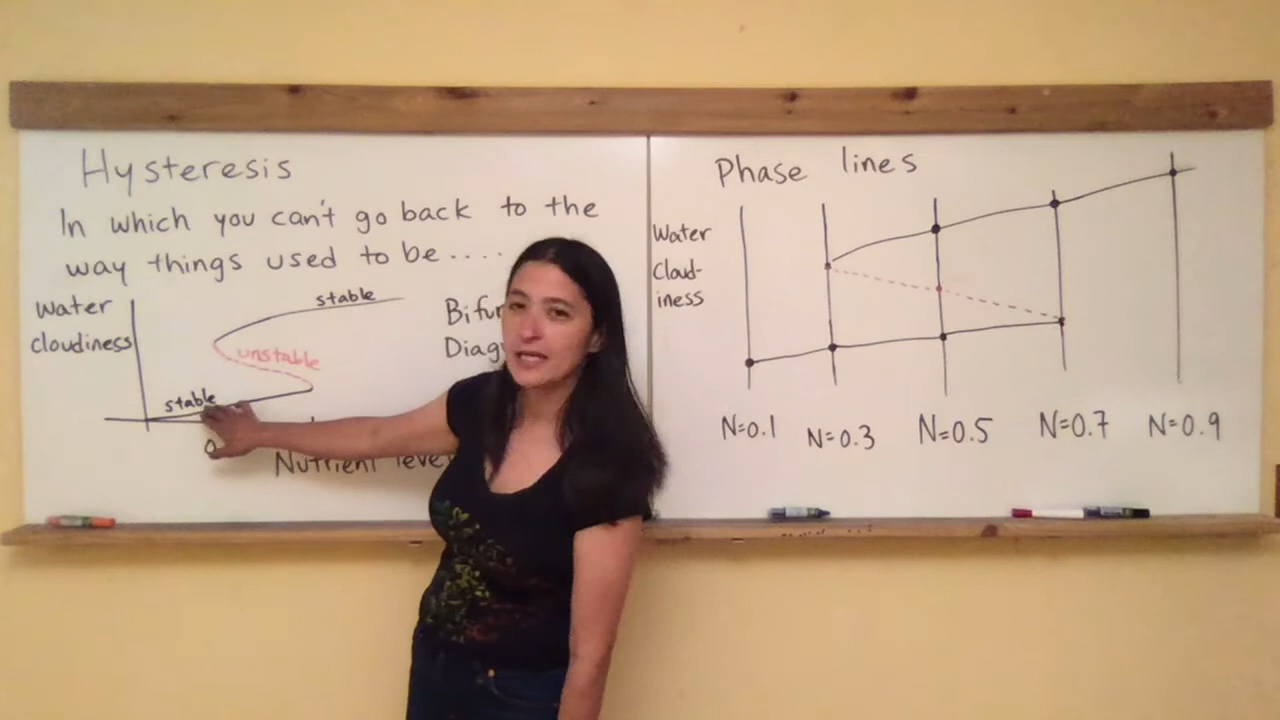 Hysteresis
In which you can't go back to the
way things used to be....
Water
cloudiness
stable
unstable
stable
Nutrient
Phase lines
Water
Cloud-
iness
N=0.1 N=0.3 N=0.5 N=0.7 N=0.9